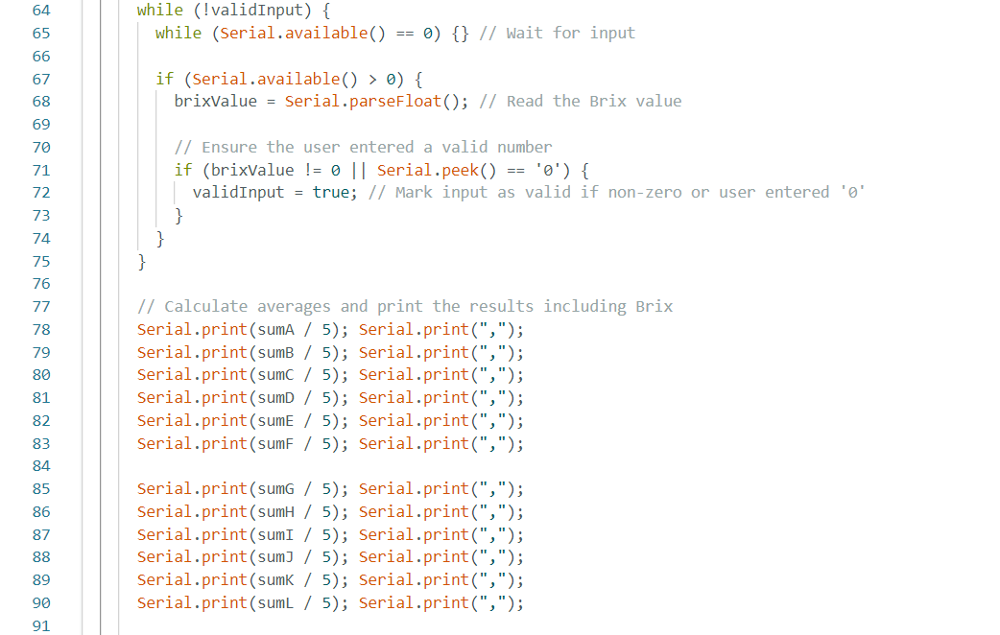 64 while (!validInput) {
65 while (Serial.available() == 0) {} // Wait for input
66
67 if (Serial.available() > 0) {
68 brixValue = Serial.parseFloat(); // Read the Brix value
69
70 // Ensure the user entered a valid number
71 if (brixValue != 0 || Serial.peek() == '0') {
72 validInput = true; // Mark input as valid if non-zero or user entered '0'
73 }
74 }
75 }
76
77 // Calculate averages and print the results including Brix
78 Serial.print(sumA / 5); Serial.print(",");
79 Serial.print(sumB / 5); Serial.print(",");
80 Serial.print(sumC / 5); Serial.print(",");
81 Serial.print(sumD / 5); Serial.print(",");
82 Serial.print(sumE / 5); Serial.print(",");
83 Serial.print(sumF / 5); Serial.print(",");
84
85 Serial.print(sumG / 5); Serial.print(",");
86 Serial.print(sumH / 5); Serial.print(",");
87 Serial.print(sumI / 5); Serial.print(",");
88 Serial.print(sumJ / 5); Serial.print(",");
89 Serial.print(sumK / 5); Serial.print(",");
90 Serial.print(sumL / 5); Serial.print(",");
91